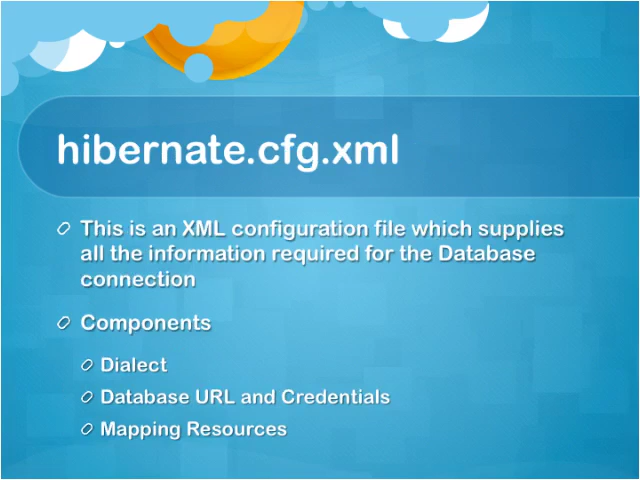 hibernate.cfg.xml
This is an XML configuration file which supplies
all the information required for the Database
connection
Components
Dialect
Database URL and Credentials
Mapping Resources